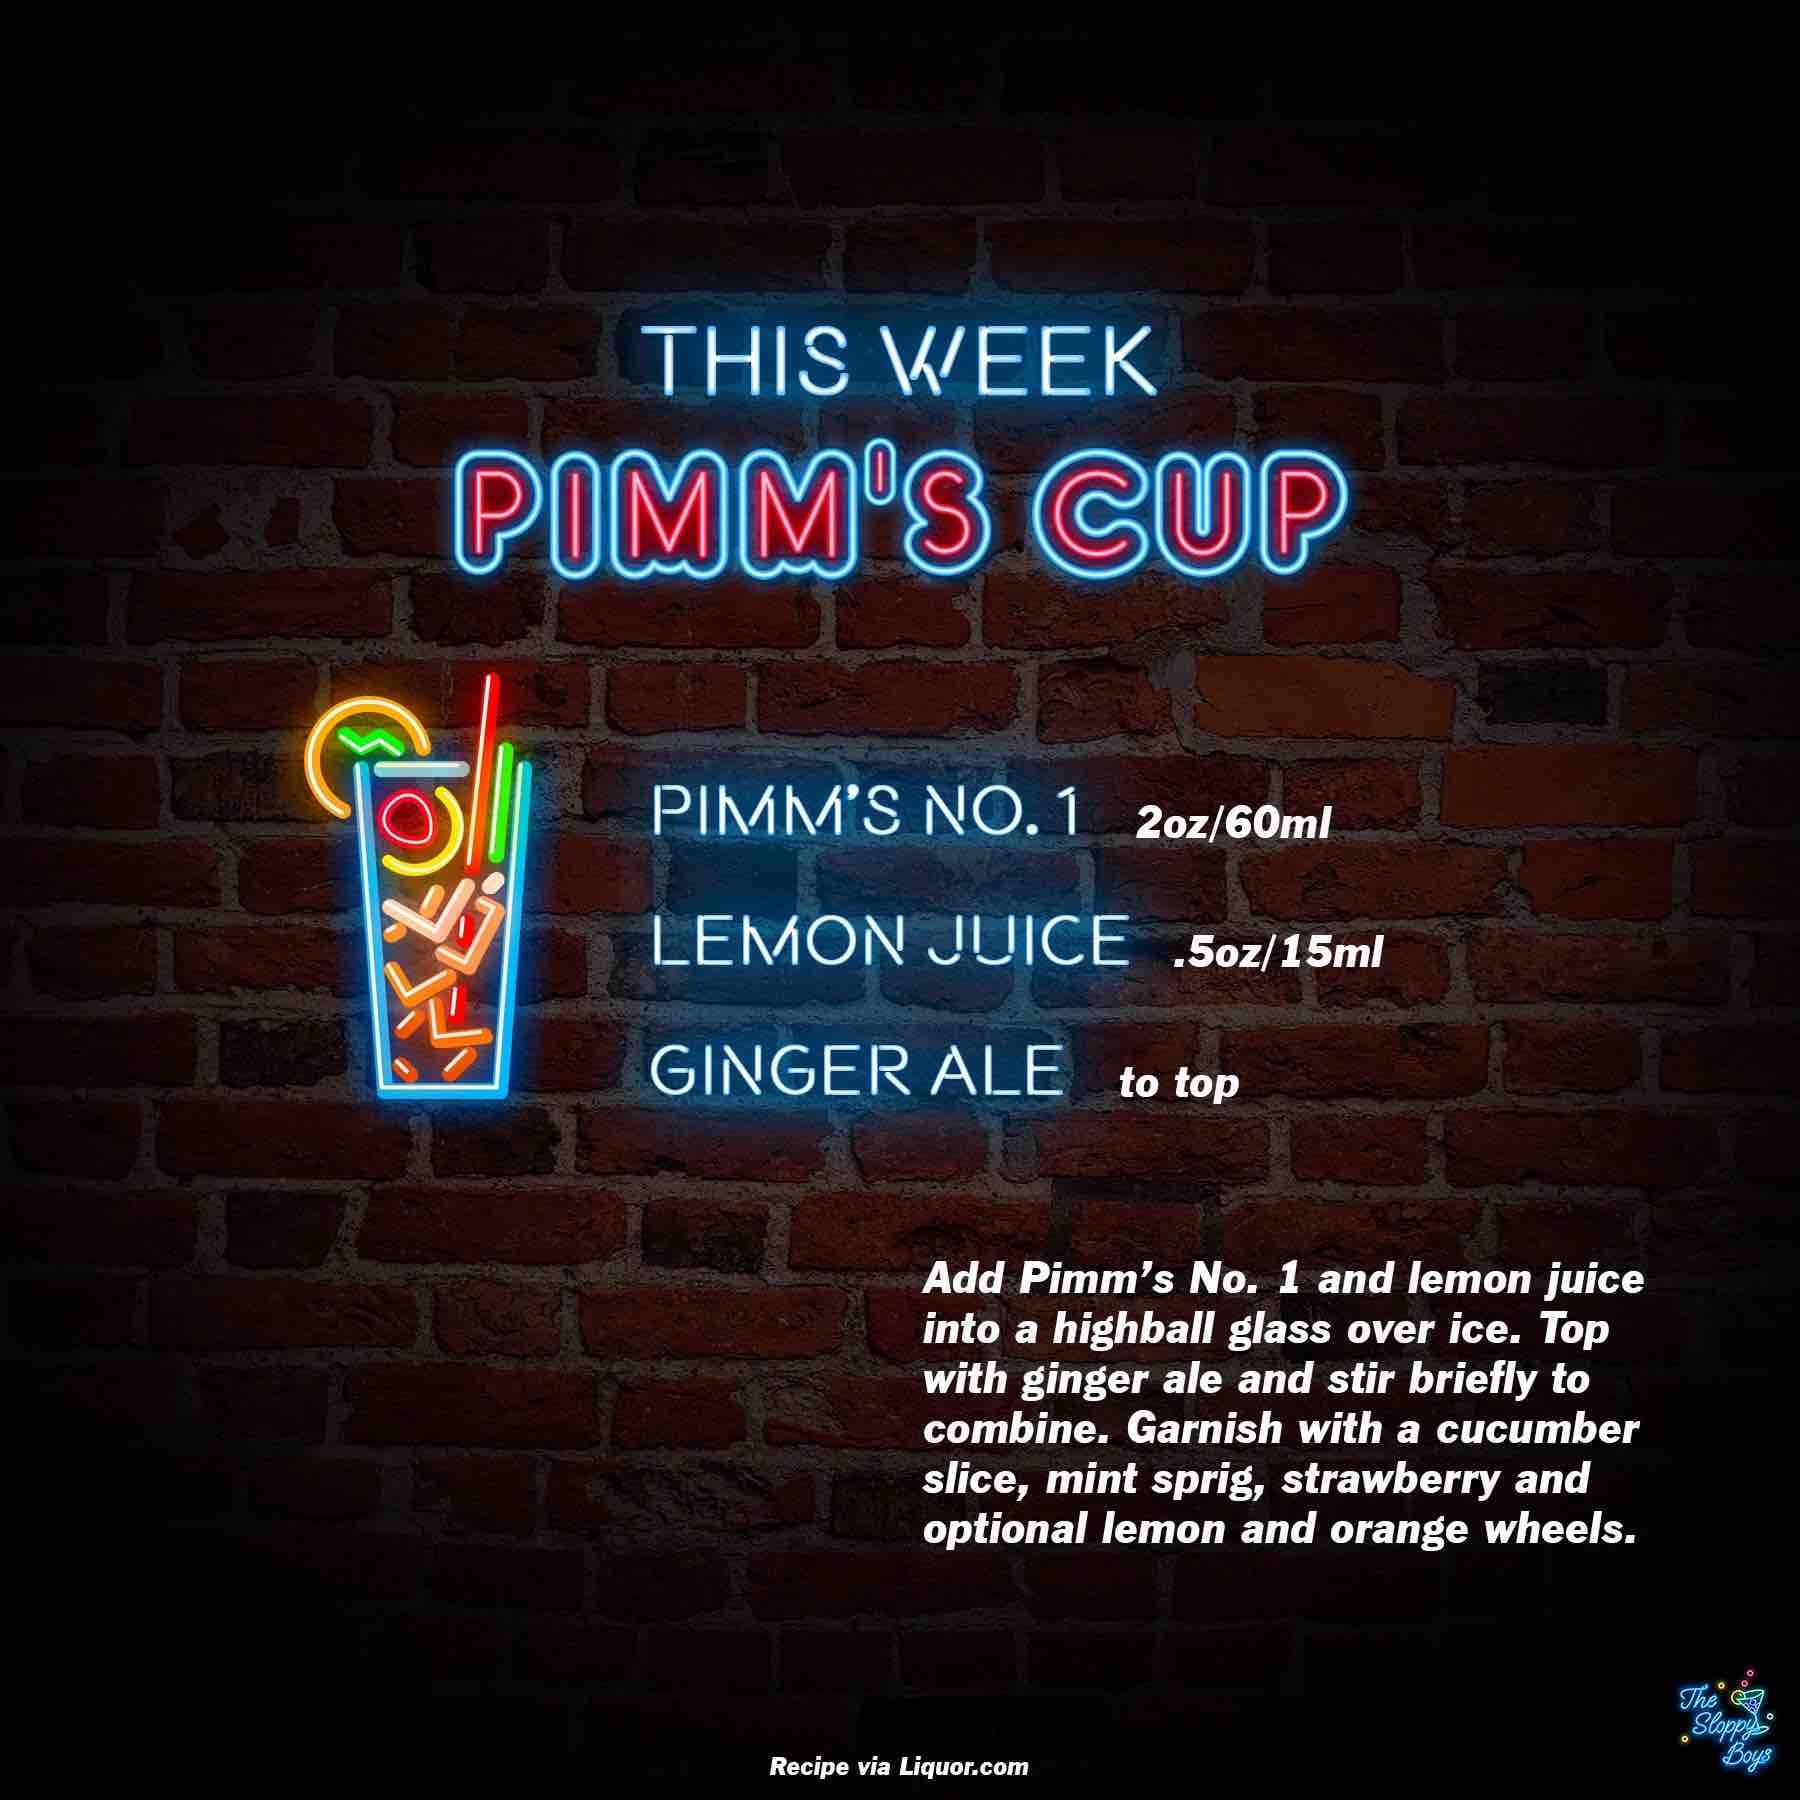 THIS WEEK
PIMM'S CUP
PIMM'S NO. 1 2oz/60ml
LEMON JUICE .5oz/15ml
GINGER ALE to top
Add Pimm's No. 1 and lemon juice
into a highball glass over ice. Top
with ginger ale and stir briefly to
combine. Garnish with a cucumber
slice, mint sprig, strawberry and
optional lemon and orange wheels.
The
Sloppy
Boys
Recipe via Liquor.com